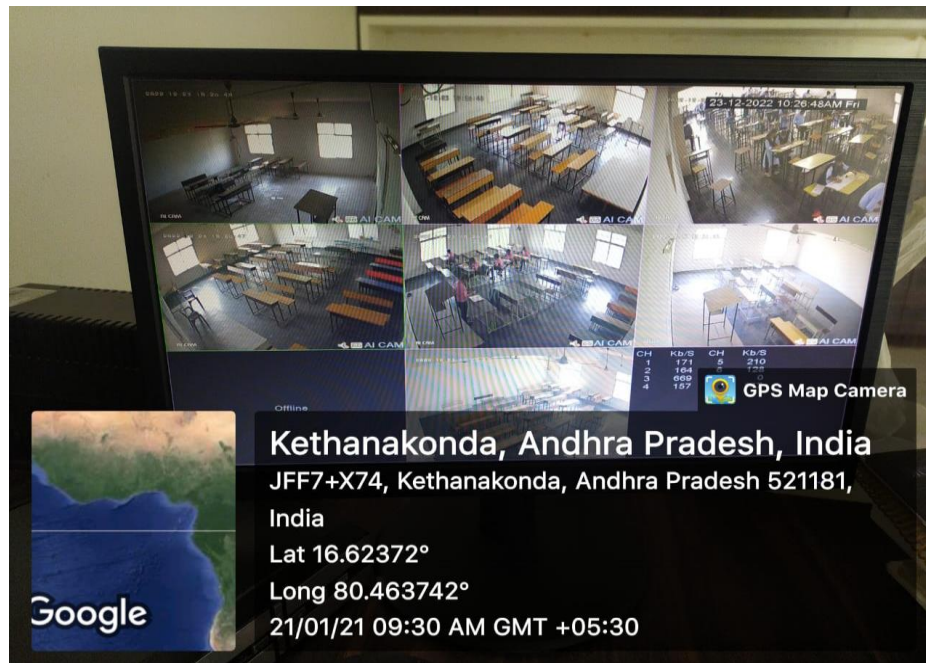 23-12-2022 10:26:48AM Fri
AI CAM
AI CAM
AI CAM
AI CAM
AI CAM
AI CAM
CH Kb/S CH Kb/S
1 171 5 210
2 164 6 128
3 669 0
4 157
Offline
GPS Map Camera
Kethanakonda, Andhra Pradesh, India
JFF7+X74, Kethanakonda, Andhra Pradesh 521181,
India
Lat 16.62372°
Long 80.463742°
21/01/21 09:30 AM GMT +05:30
Google